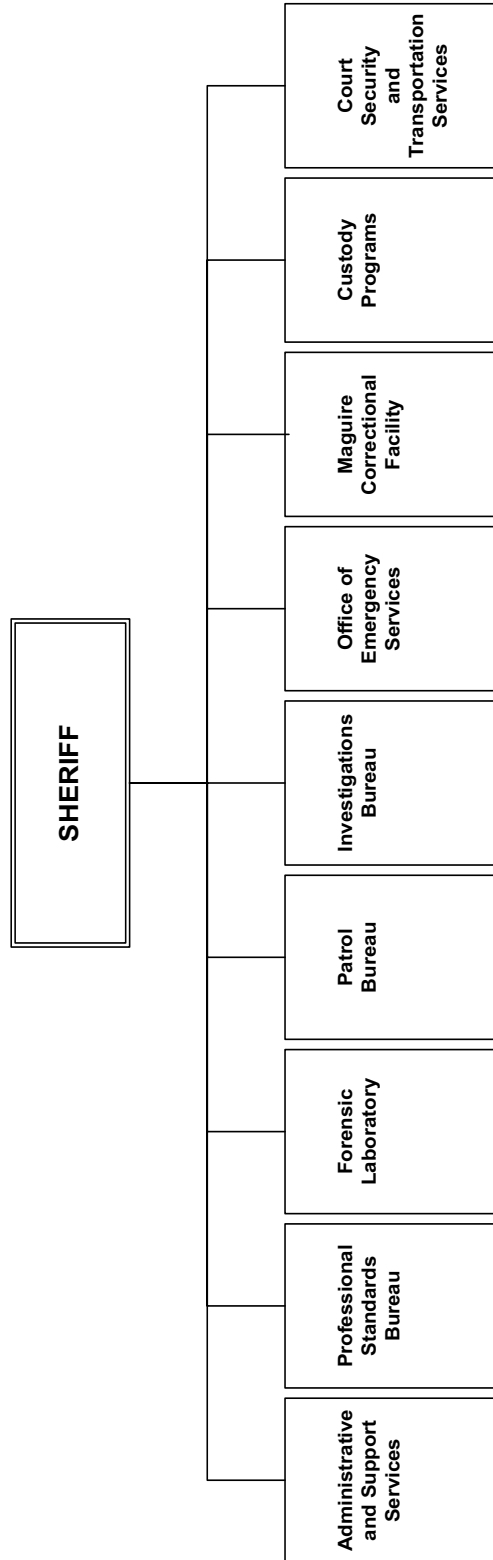 SHERIFF
Administrative
and Support
Services
Professional
Standards
Bureau
Forensic
Laboratory
Patrol
Bureau
Investigations
Bureau
Office of
Emergency
Services
Maguire
Correctional
Facility
Custody
Programs
Court
Security
and
Transportation
Services